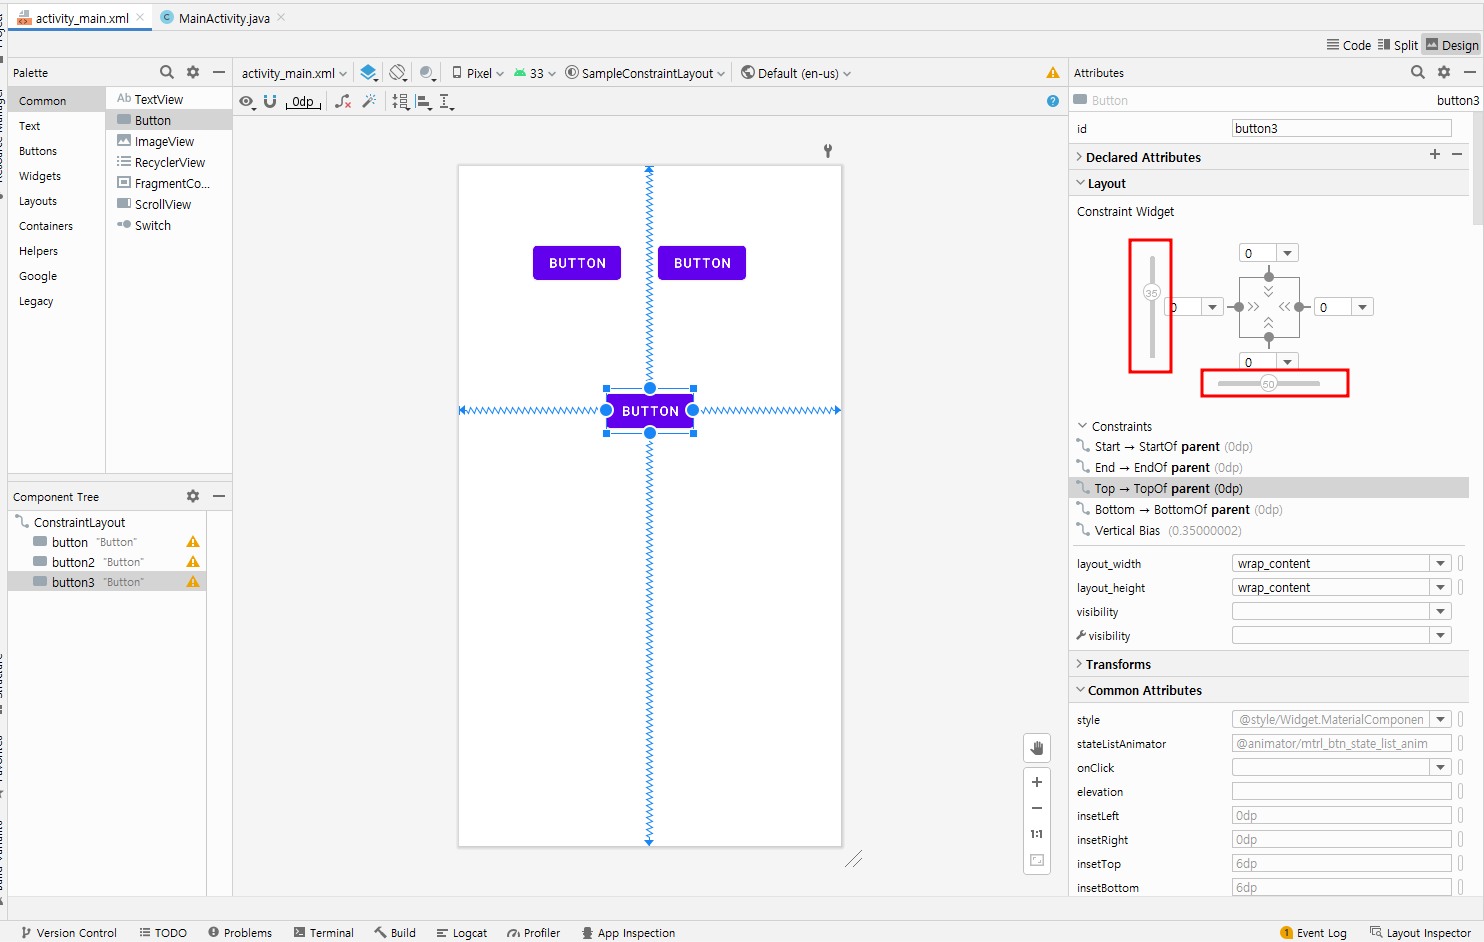 activity_main.xml
MainActivity.java
Code
Split
Design
Palette
activity_main.xml
Pixel
33
SampleConstraintLayout
Default (en-us)
Attributes
0dp
Common
Text
Buttons
Widgets
Layouts
Containers
Helpers
Google
Legacy
Ab TextView
Button
ImageView
RecyclerView
FragmentCo...
ScrollView
Switch
BUTTON
BUTTON
BUTTON
1:1
Component Tree
ConstraintLayout
button "Button"
button2 "Button"
button3 "Button"
Button
button3
id
button3
Declared Attributes
Layout
Constraint Widget
0
35
0
0
0
50
Constraints
Start → StartOf parent (0dp)
End → EndOf parent (0dp)
Top → TopOf parent (0dp)
Bottom → BottomOf parent (0dp)
Vertical Bias (0.35000002)
layout_width
wrap_content
layout_height
wrap_content
visibility
visibility
Transforms
Common Attributes
style
@style/Widget.MaterialComponen
stateListAnimator
@animator/mtrl_btn_state_list_anim
onClick
elevation
insetLeft
0dp
insetRight
0dp
insetTop
6dp
insetBottom
6dp
Version Control
TODO
Problems
Terminal
Build
Logcat
Profiler
App Inspection
1 Event Log
Layout Inspector